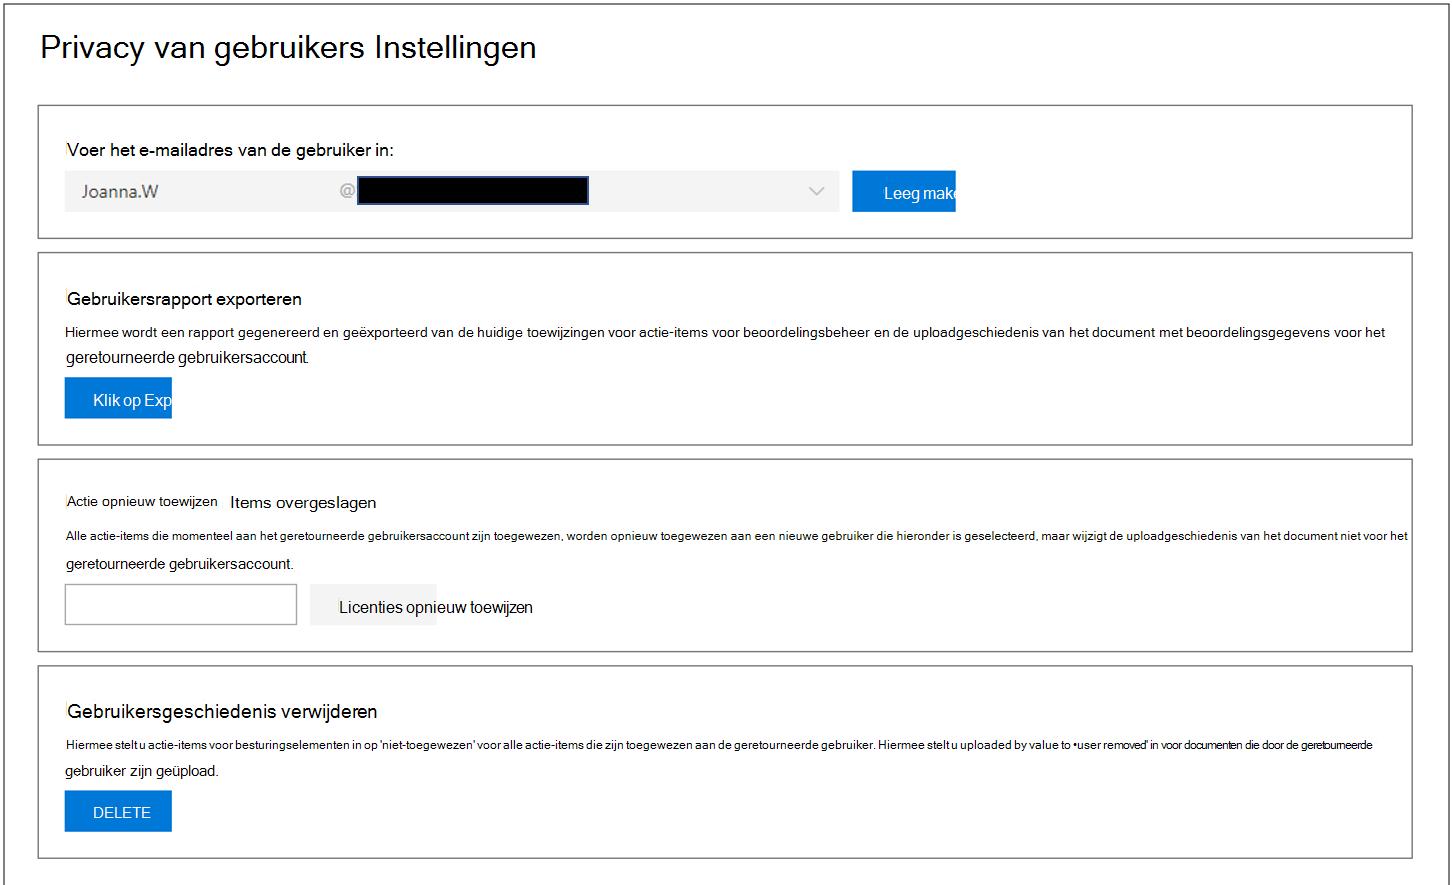 Privacy van gebruikers Instellingen
Voer het e-mailadres van de gebruiker in:
Joanna.W @
Leeg make
Gebruikersrapport exporteren
Hiermee wordt een rapport gegenereerd en geëxporteerd van de huidige toewijzingen voor actie-items voor beoordelingsbeheer en de uploadgeschiedenis van het document met beoordelingsgegevens voor het
geretourneerde gebruikersaccount.
Klik op Exp
Actie opnieuw toewijzen Items overgeslagen
Alle actie-items die momenteel aan het geretourneerde gebruikersaccount zijn toegewezen, worden opnieuw toegewezen aan een nieuwe gebruiker die hieronder is geselecteerd, maar wijzigt de uploadgeschiedenis van het document niet voor het
geretourneerde gebruikersaccount.
Licenties opnieuw toewijzen
Gebruikersgeschiedenis verwijderen
Hiermee stelt u actie-items voor besturingselementen in op 'niet-toegewezen' voor alle actie-items die zijn toegewezen aan de geretourneerde gebruiker. Hiermee stelt u uploaded by value to •user removed' in voor documenten die door de geretourneerde
gebruiker zijn geüpload.
DELETE